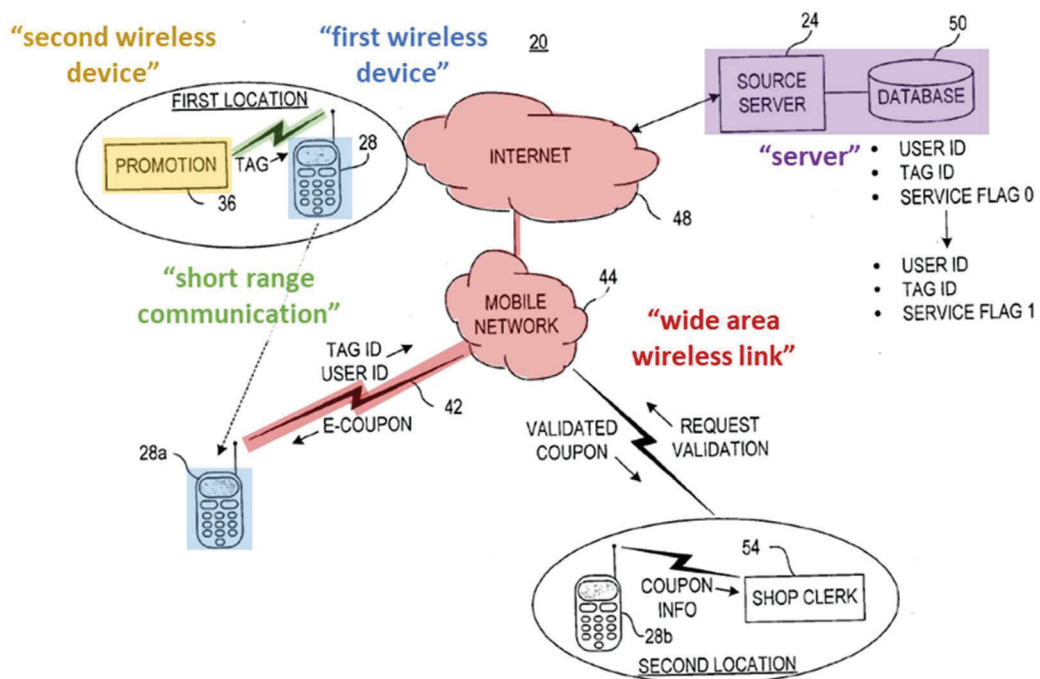 “second wireless
device”
“first wireless
device”
20
24
50
FIRST LOCATION
PROMOTION
TAG
28
36
INTERNET
48
SOURCE
SERVER
DATABASE
“server”
• USER ID
• TAG ID
• SERVICE FLAG 0
• USER ID
• TAG ID
• SERVICE FLAG 1
“short range
communication”
MOBILE
NETWORK
44
“wide area
wireless link”
TAG ID
USER ID
42
E-COUPON
28a
VALIDATED
COUPON
REQUEST
VALIDATION
54
COUPON
INFO
SHOP CLERK
28b
SECOND LOCATION